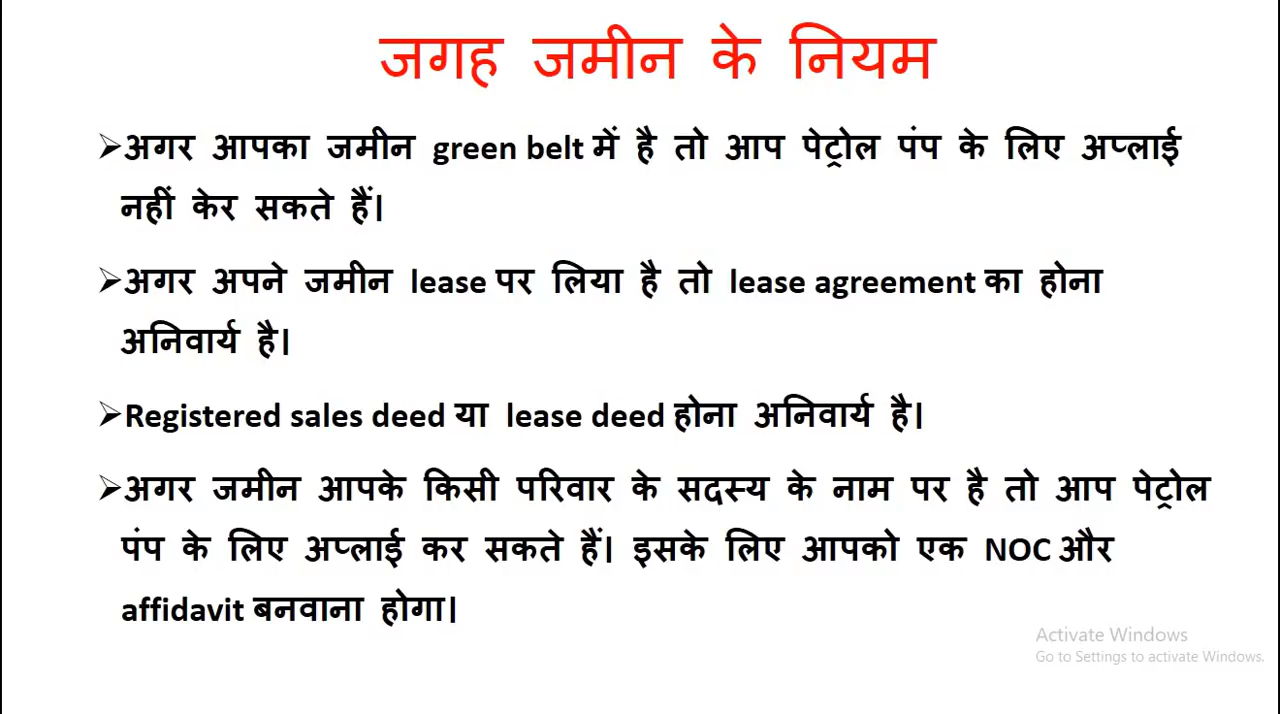 जगह जमीन के नियम
➢अगर आपका जमीन green belt में है तो आप पेट्रोल पंप के लिए अप्लाई
नहीं केर सकते हैं।
➢अगर अपने जमीन lease पर लिया है तो lease agreement का होना
अनिवार्य है।
➢Registered sales deed या lease deed होना अनिवार्य है।
➢अगर जमीन आपके किसी परिवार के सदस्य के नाम पर है तो आप पेट्रोल
पंप के लिए अप्लाई कर सकते हैं। इसके लिए आपको एक NOC और
affidavit बनवाना होगा।
Activate Windows
Go to Settings to activate Windows.